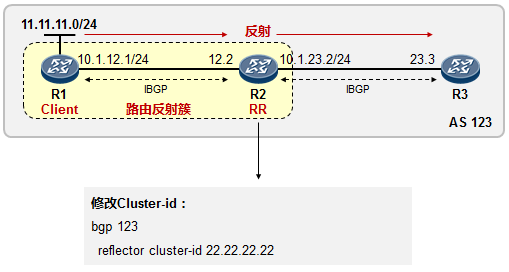 11.11.11.0/24
反射
10.1.12.1/24 12.2 10.1.23.2/24 23.3
IBGP IBGP
R1 R2 R3
Client 路由反射簇 RR
AS 123
修改Cluster-id：
bgp 123
reflector cluster-id 22.22.22.22